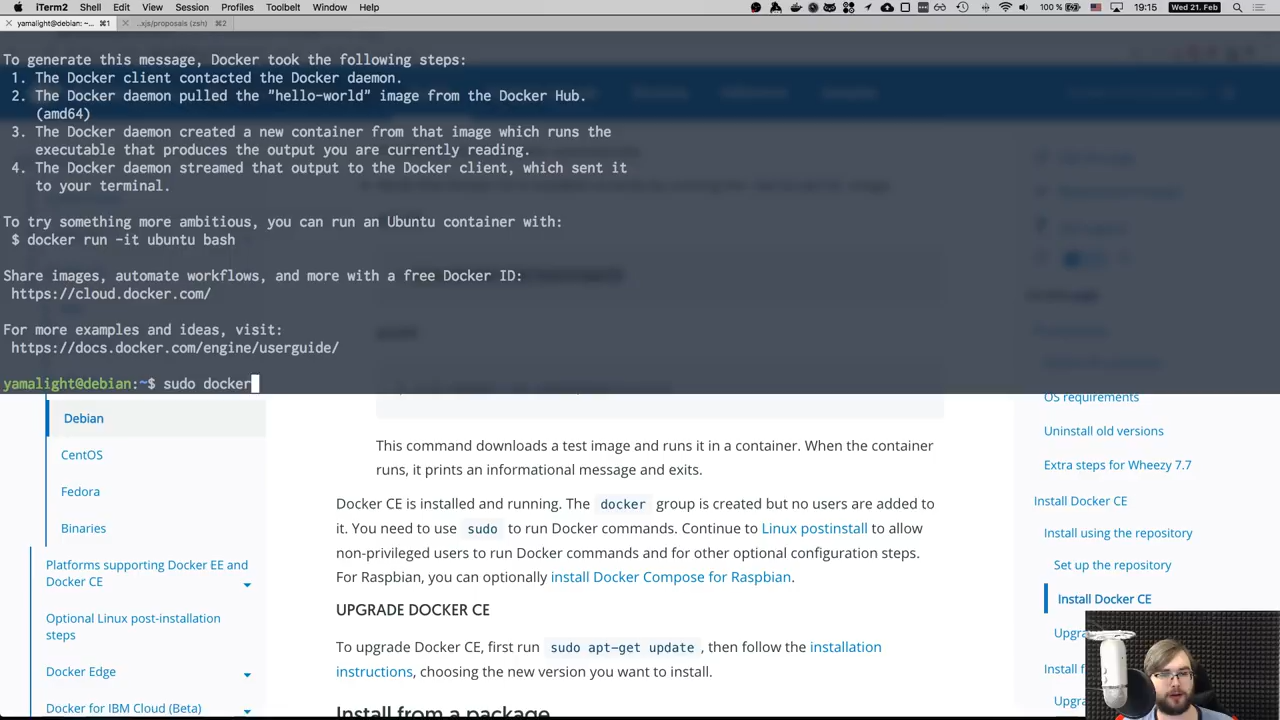 iTerm2 Shell Edit View Session Profiles Toolbelt Window Help
100 % 19:15 Wed 21. Feb
yamalight@debian: ~... ⌘1
..xjs/proposals (zsh) ⌘2
To generate this message, Docker took the following steps:
1. The Docker client contacted the Docker daemon.
2. The Docker daemon pulled the "hello-world" image from the Docker Hub.
(amd64)
3. The Docker daemon created a new container from that image which runs the
executable that produces the output you are currently reading.
4. The Docker daemon streamed that output to the Docker client, which sent it
to your terminal.
To try something more ambitious, you can run an Ubuntu container with:
$ docker run -it ubuntu bash
Share images, automate workflows, and more with a free Docker ID:
https://cloud.docker.com/
For more examples and ideas, visit:
https://docs.docker.com/engine/userguide/
yamalight@debian:~$ sudo docker
Debian
CentOS
Fedora
Binaries
Platforms supporting Docker EE and
Docker CE
Optional Linux post-installation
steps
Docker Edge
Docker for IBM Cloud (Beta)
This command downloads a test image and runs it in a container. When the container
runs, it prints an informational message and exits.
Docker CE is installed and running. The docker group is created but no users are added to
it. You need to use sudo to run Docker commands. Continue to Linux postinstall to allow
non-privileged users to run Docker commands and for other optional configuration steps.
For Raspbian, you can optionally install Docker Compose for Raspbian.
UPGRADE DOCKER CE
To upgrade Docker CE, first run sudo apt-get update , then follow the installation
instructions, choosing the new version you want to install.
Install from a package
OS requirements
Uninstall old versions
Extra steps for Wheezy 7.7
Install Docker CE
Install using the repository
Set up the repository
Install Docker CE
Upgra
Install f
Upgra